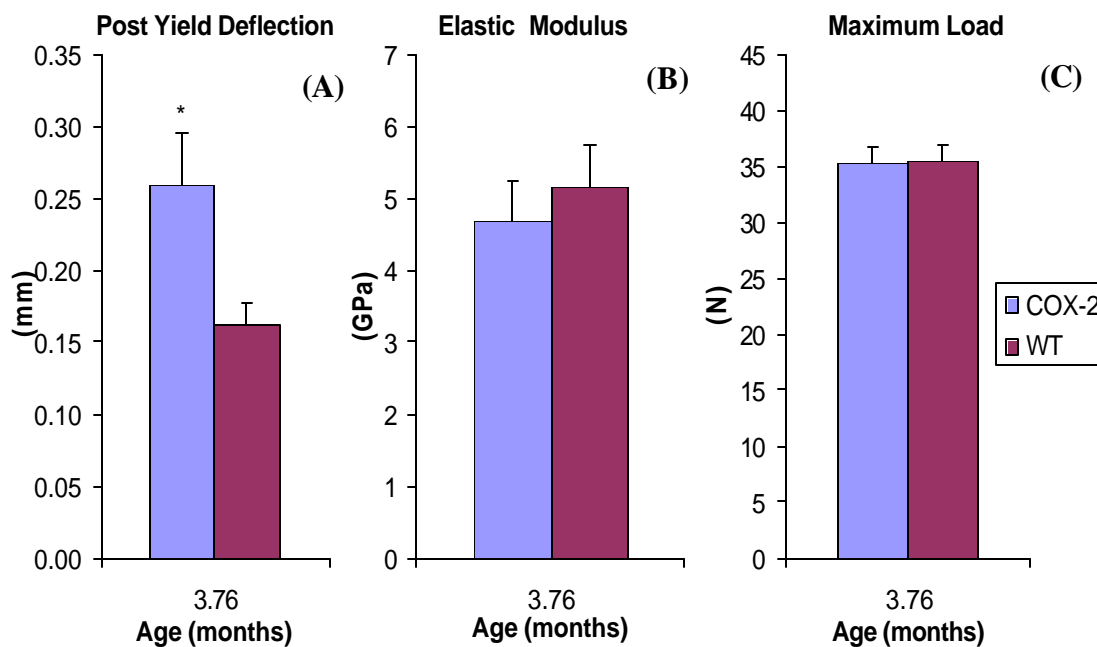 Post Yield Deflection
(A)
0.35
0.30
0.25
0.20
0.15
0.10
0.05
0.00
(mm)
*
3.76
Age (months)
Elastic Modulus
(B)
7
6
5
4
3
2
1
0
(GPa)
3.76
Age (months)
Maximum Load
(C)
45
40
35
30
25
20
15
10
5
0
(N)
3.76
Age (months)
COX-2
WT